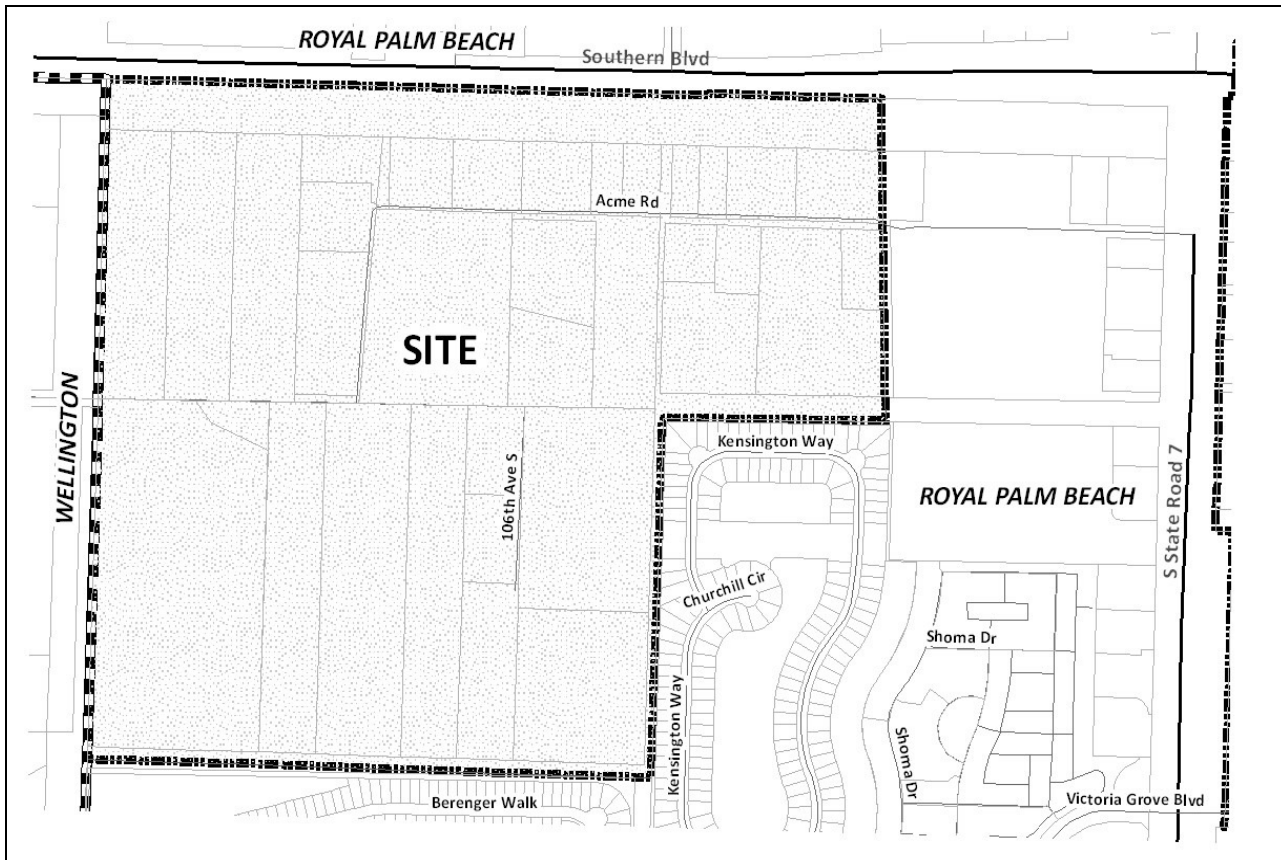 ROYAL PALM BEACH
Southern Blvd
Acme Rd
SITE
WELLINGTON
106th Ave S
Kensington Way
ROYAL PALM BEACH
S State Road 7
Churchill Cir
Shoma Dr
Kensington Way
Shoma Dr
Berenger Walk
Victoria Grove Blvd